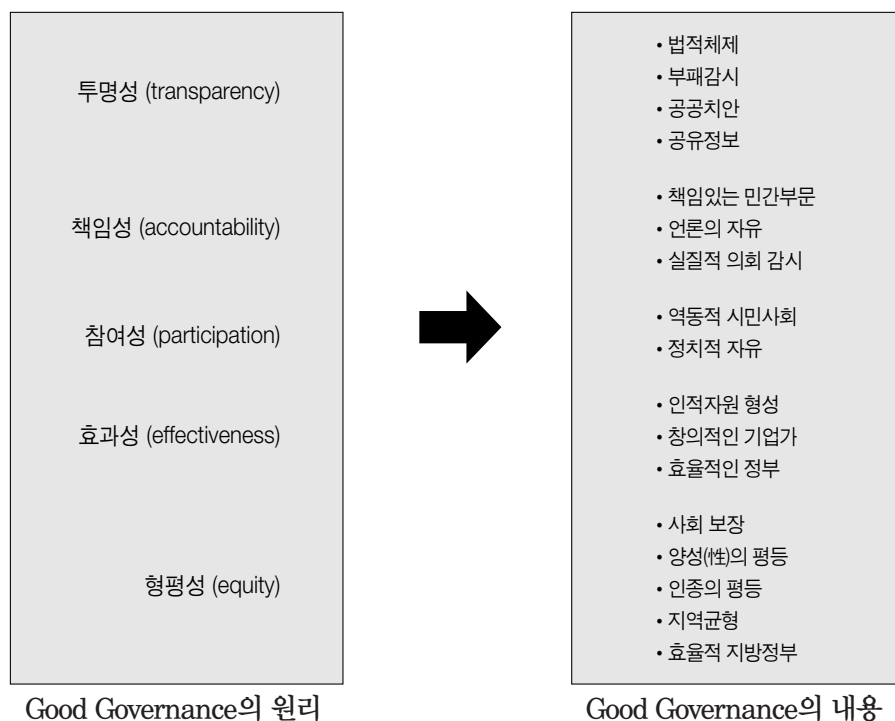 투명성 (transparency)
책임성 (accountability)
참여성 (participation)
효과성 (effectiveness)
형평성 (equity)
Good Governance의 원리
• 법적체제
• 부패감시
• 공공치안
• 공유정보
• 책임있는 민간부문
• 언론의 자유
• 실질적 의회 감시
• 역동적 시민사회
• 정치적 자유
• 인적자원 형성
• 창의적인 기업가
• 효율적인 정부
• 사회 보장
• 양성(性)의 평등
• 인종의 평등
• 지역균형
• 효율적 지방정부
Good Governance의 내용